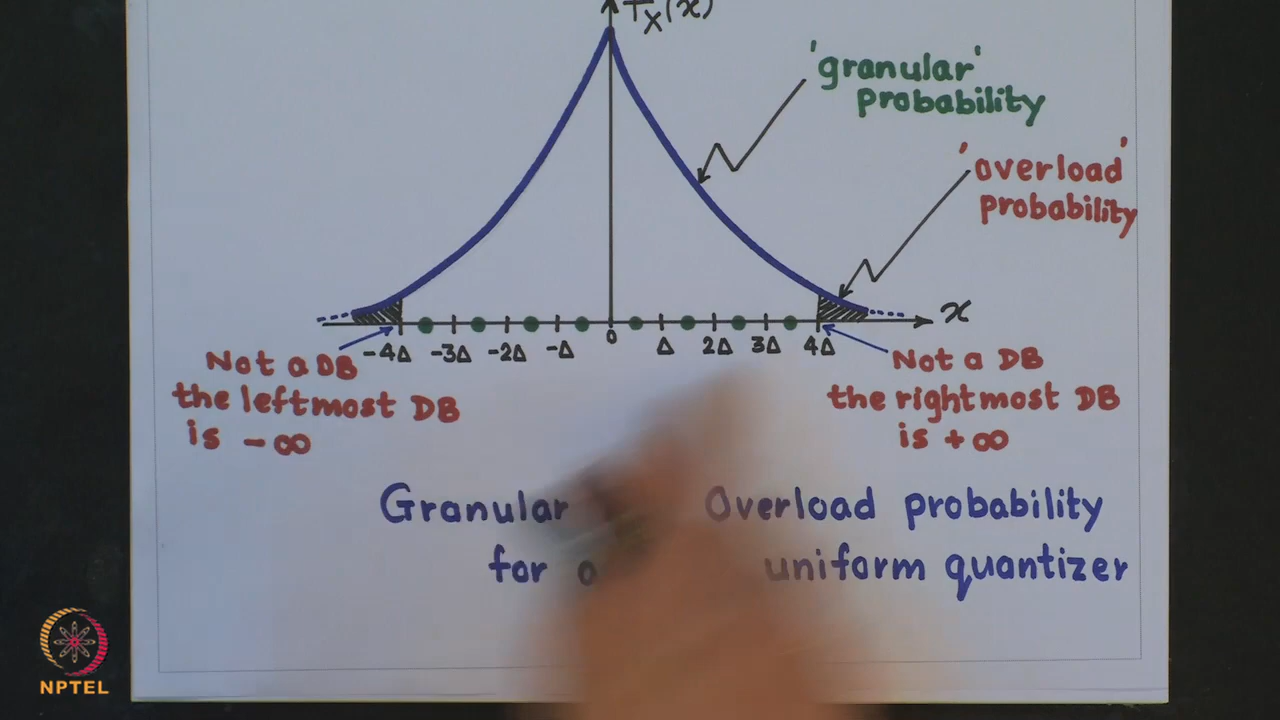 fX(x)
'granular'
probability
'overload'
probability
x
-4Δ -3Δ -2Δ -Δ 0 Δ 2Δ 3Δ 4Δ
Not a DB
the leftmost DB
is -∞
Not a DB
the rightmost DB
is +∞
Granular Overload probability
for uniform quantizer
NPTEL